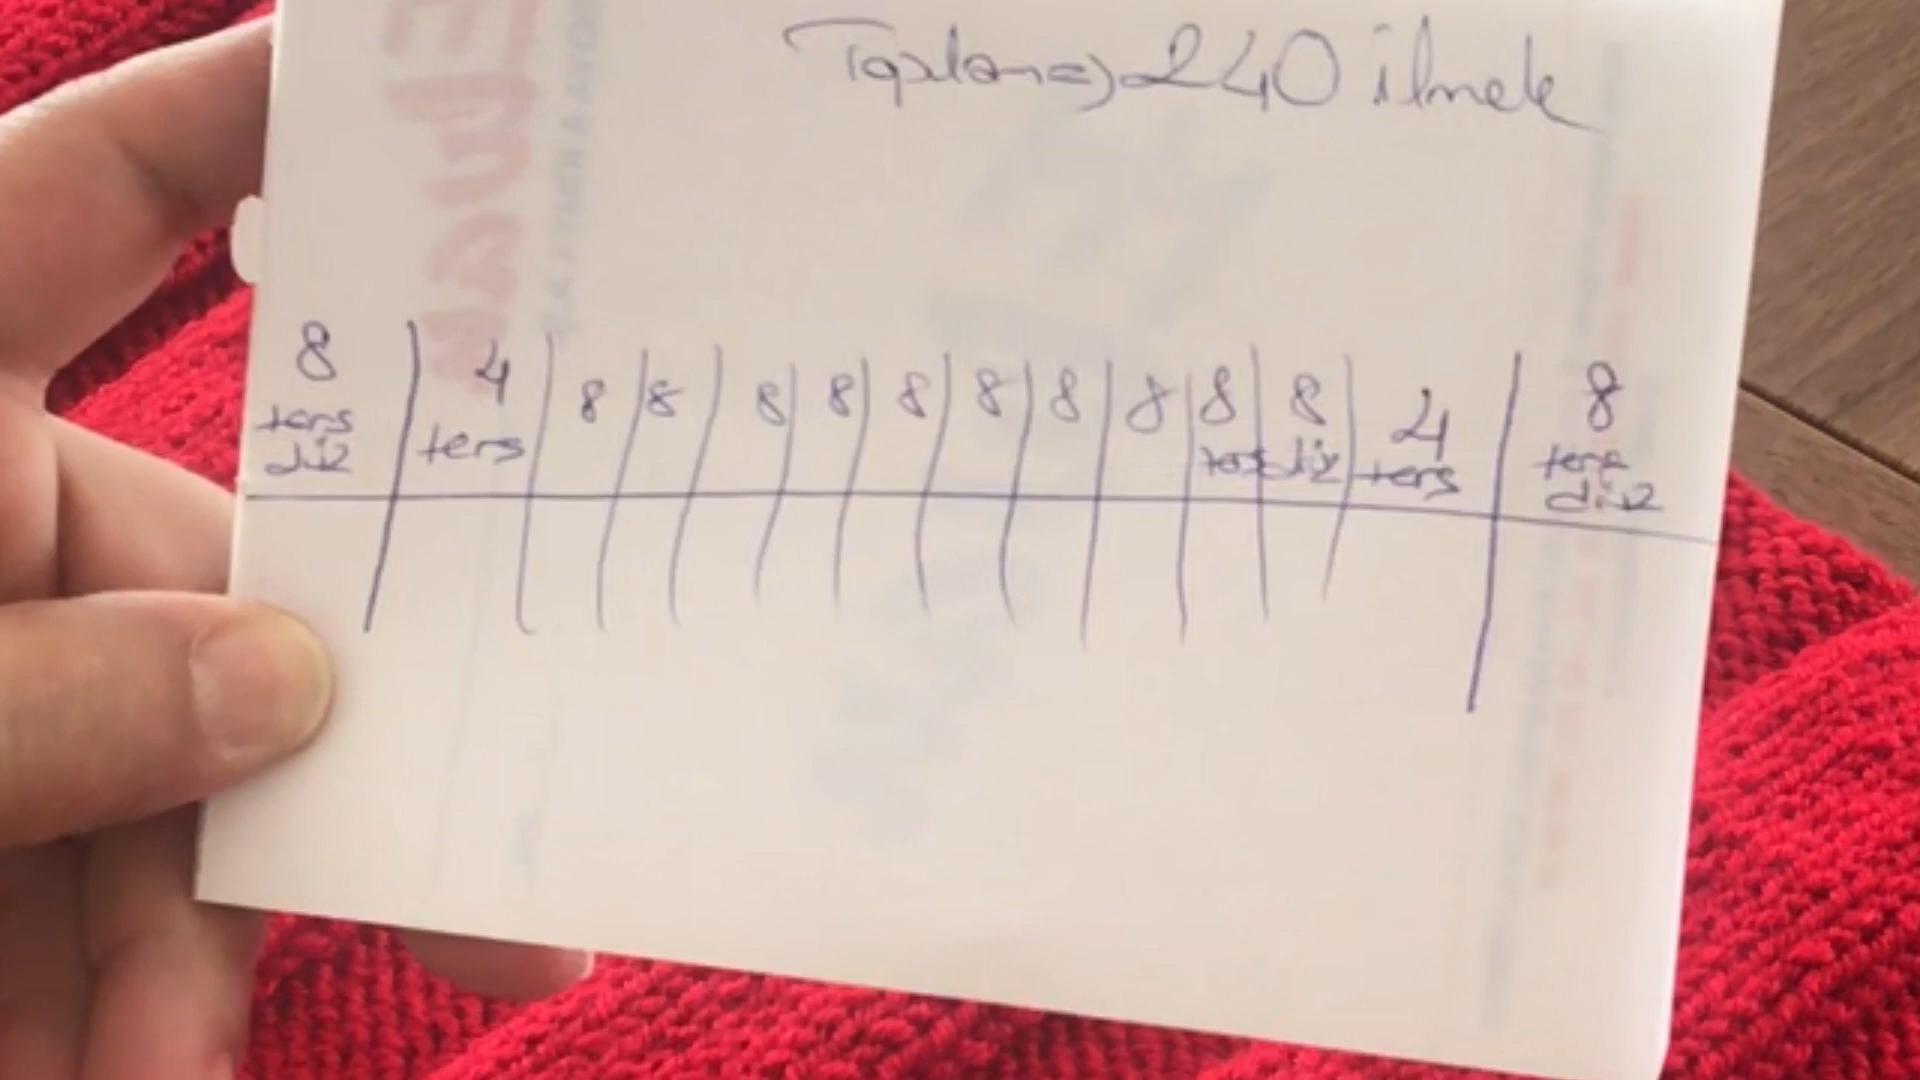 Toplam => 240 ilmek
8 4 8 8 8 8 8 8 8 8 8 8 4 8
ters düz ters ters düz ters ters düz